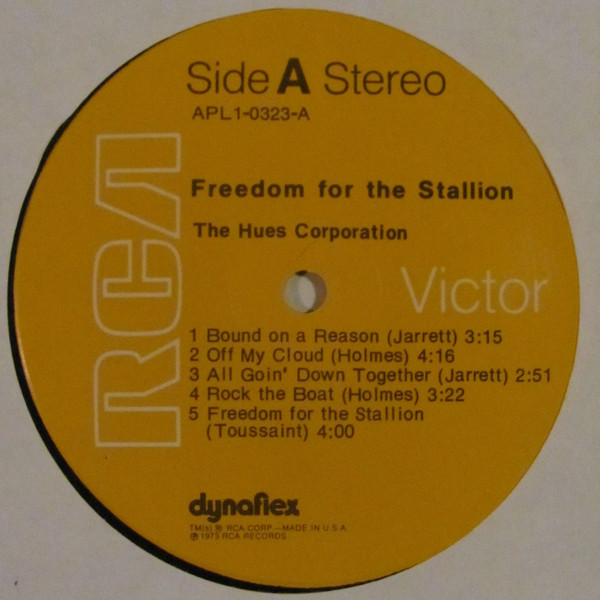 Side A Stereo
APL1-0323-A
RCA
Freedom for the Stallion
The Hues Corporation
Victor
1 Bound on a Reason (Jarrett) 3:15
2 Off My Cloud (Holmes) 4:16
3 All Goin' Down Together (Jarrett) 2:51
4 Rock the Boat (Holmes) 3:22
5 Freedom for the Stallion
(Toussaint) 4:00
dynaflex
TM(s) ® RCA CORP.—MADE IN U.S.A.
℗ 1973 RCA RECORDS